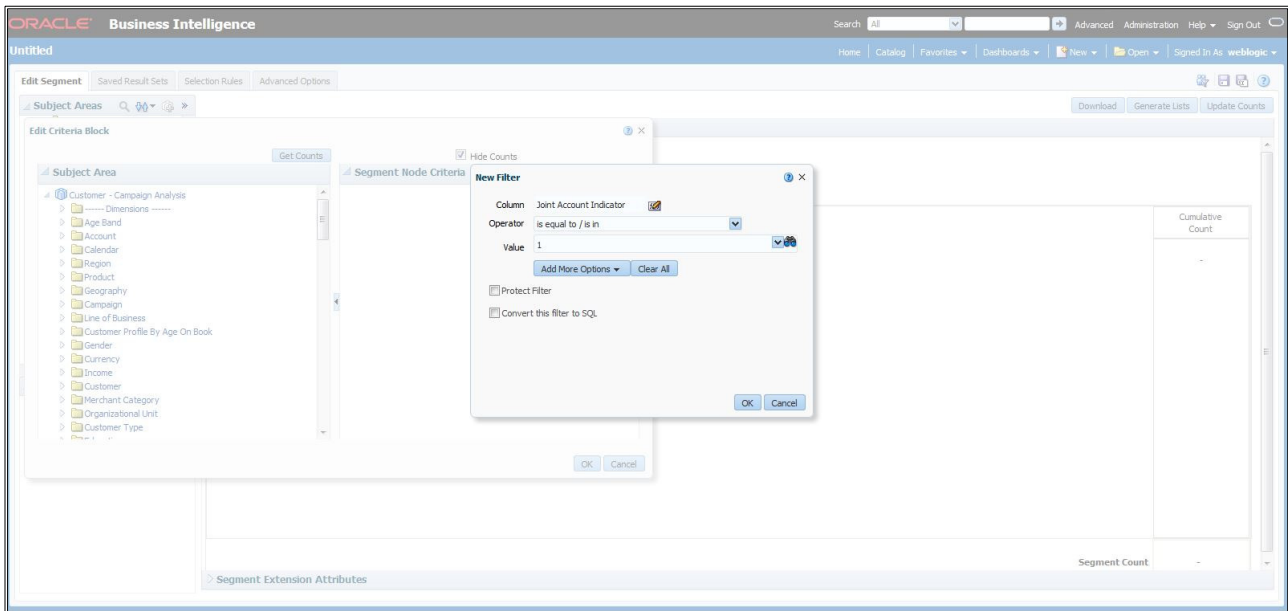 ORACLE Business Intelligence
Search All Advanced Administration Help Sign Out
Untitled
Home Catalog Favorites Dashboards New Open Signed In As weblogic
Edit Segment Saved Result Sets Selection Rules Advanced Options
Subject Areas
Download Generate Lists Update Counts
Edit Criteria Block
Get Counts
Hide Counts
Subject Area
Segment Node Criteria
Customer - Campaign Analysis
------ Dimensions ------
Age Band
Account
Calendar
Region
Product
Geography
Campaign
Line of Business
Customer Profile By Age On Book
Gender
Currency
Income
Customer
Merchant Category
Organizational Unit
Customer Type
OK Cancel
New Filter
Column Joint Account Indicator
Operator is equal to / is in
Value 1
Add More Options Clear All
Protect Filter
Convert this filter to SQL
OK Cancel
Cumulative
Count
-
Segment Count -
Segment Extension Attributes